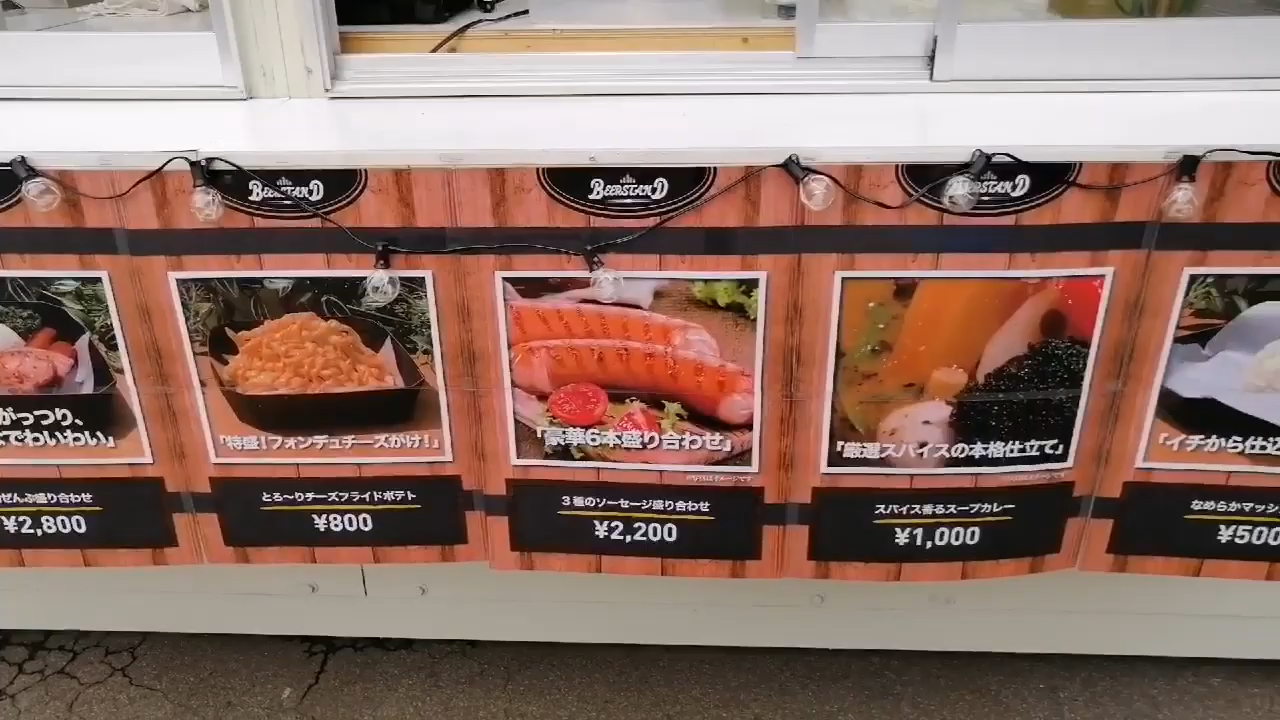 BEERSTAND
BEERSTAND
BEERSTAND
がっつり、
でわいわい」
ぜんぶ盛り合わせ
¥2,800
「特盛！フォンデュチーズがけ！」
とろ〜りチーズフライドポテト
¥800
「豪華6本盛り合わせ」
3種のソーセージ盛り合わせ
¥2,200
「厳選スパイスの本格仕立て」
スパイス香るスープカレー
¥1,000
「イチから仕込
なめらかマッシ
¥500